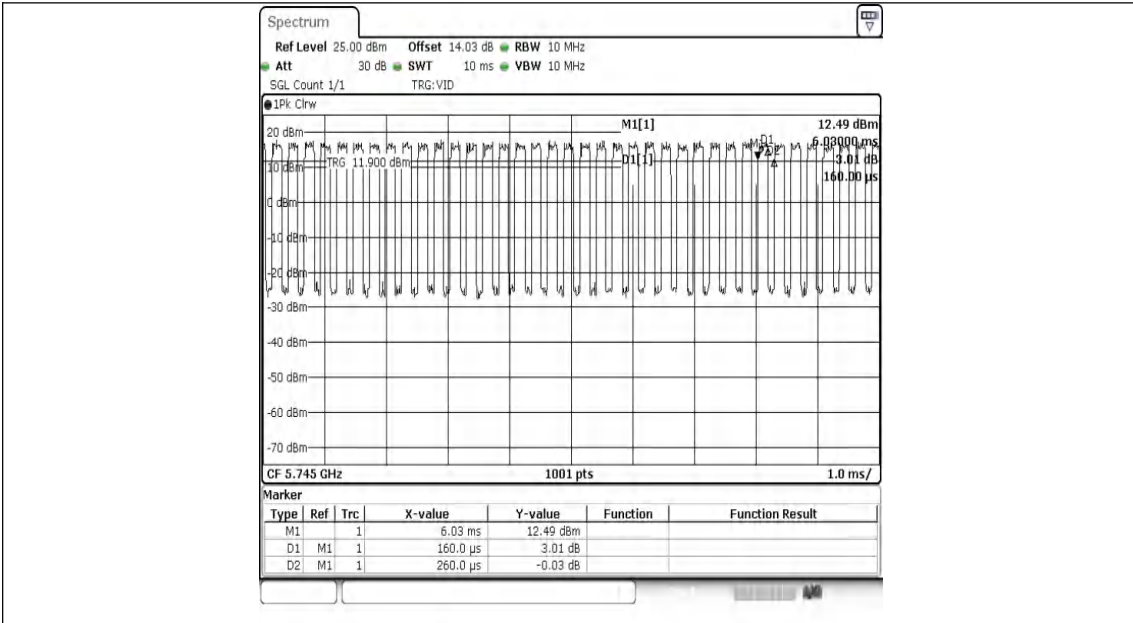 Spectrum
Ref Level 25.00 dBm Offset 14.03 dB RBW 10 MHz
Att 30 dB SWT 10 ms VBW 10 MHz
SGL Count 1/1 TRG:VID
1Pk Clrw
M1[1] 12.49 dBm
20 dBm
6.03000 ms
D1
D1[1] 3.01 dB
10 dBm
TRG 11.900 dBm
160.00 µs
0 dBm
-10 dBm
-20 dBm
-30 dBm
-40 dBm
-50 dBm
-60 dBm
-70 dBm
CF 5.745 GHz 1001 pts 1.0 ms/
Marker
Type Ref Trc X-value Y-value Function Function Result
M1 1 6.03 ms 12.49 dBm
D1 M1 1 160.0 µs 3.01 dB
D2 M1 1 260.0 µs -0.03 dB